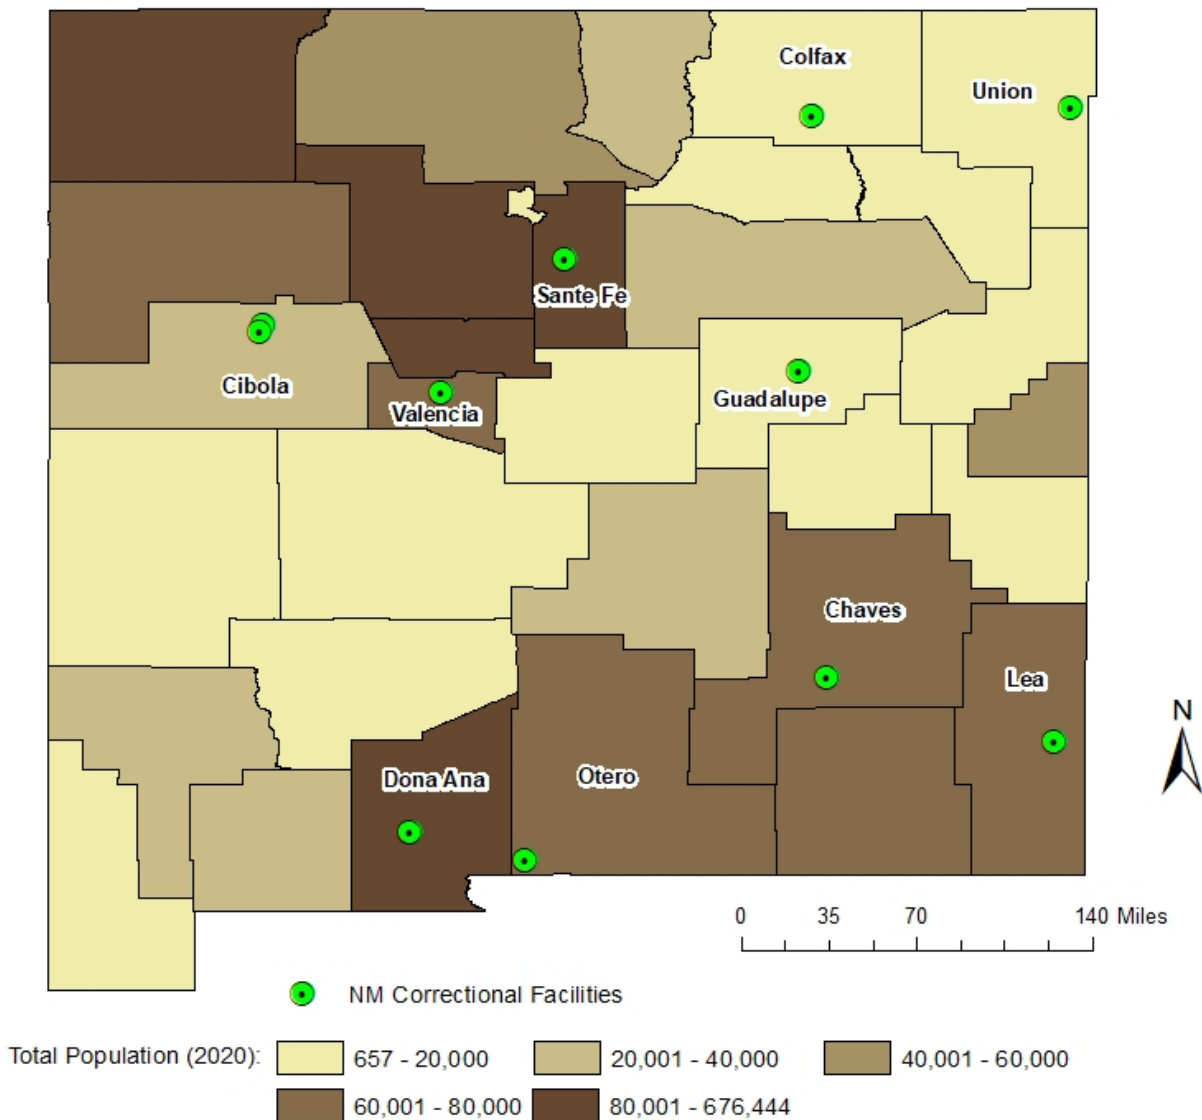 Colfax
Union
Sante Fe
Cibola
Valencia
Guadalupe
Chaves
Lea
Dona Ana
Otero
N
0 35 70 140 Miles
NM Correctional Facilities
Total Population (2020): 657 - 20,000 20,001 - 40,000 40,001 - 60,000
60,001 - 80,000 80,001 - 676,444